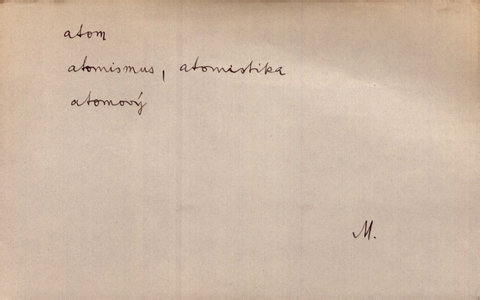 atom
atomismus, atomistika
atomový
M.